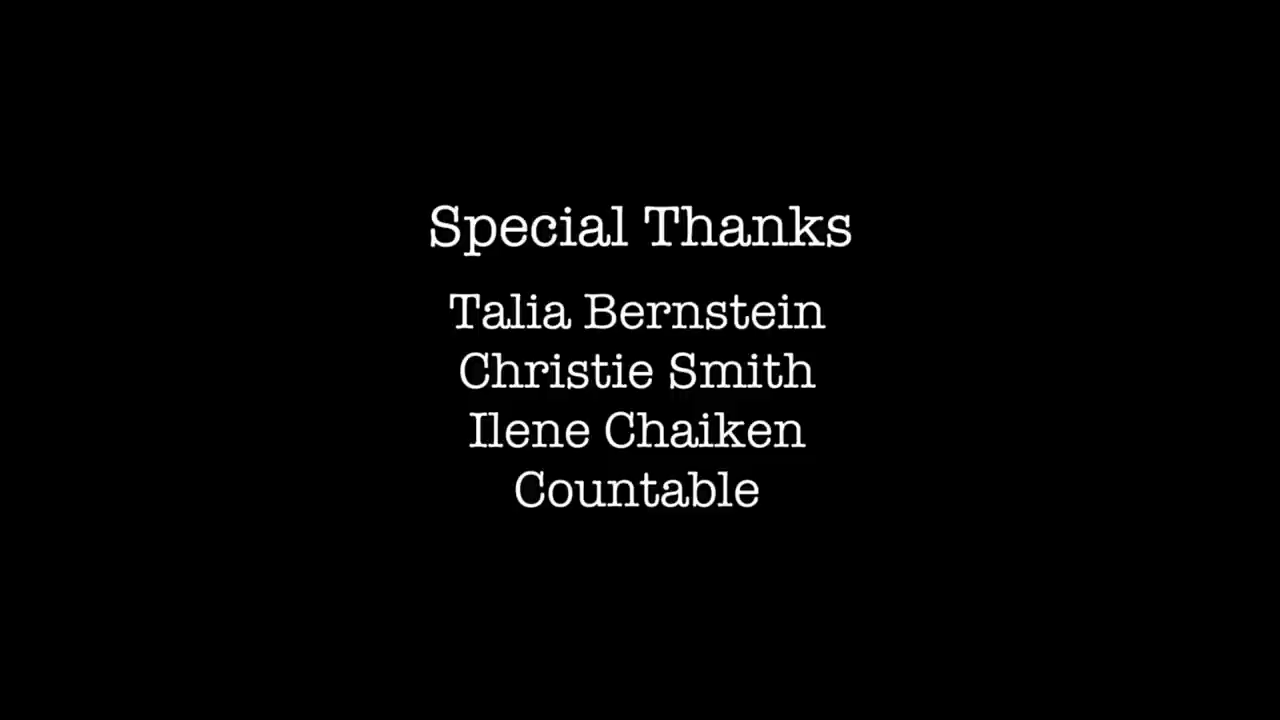 Special Thanks
Talia Bernstein
Christie Smith
Ilene Chaiken
Countable